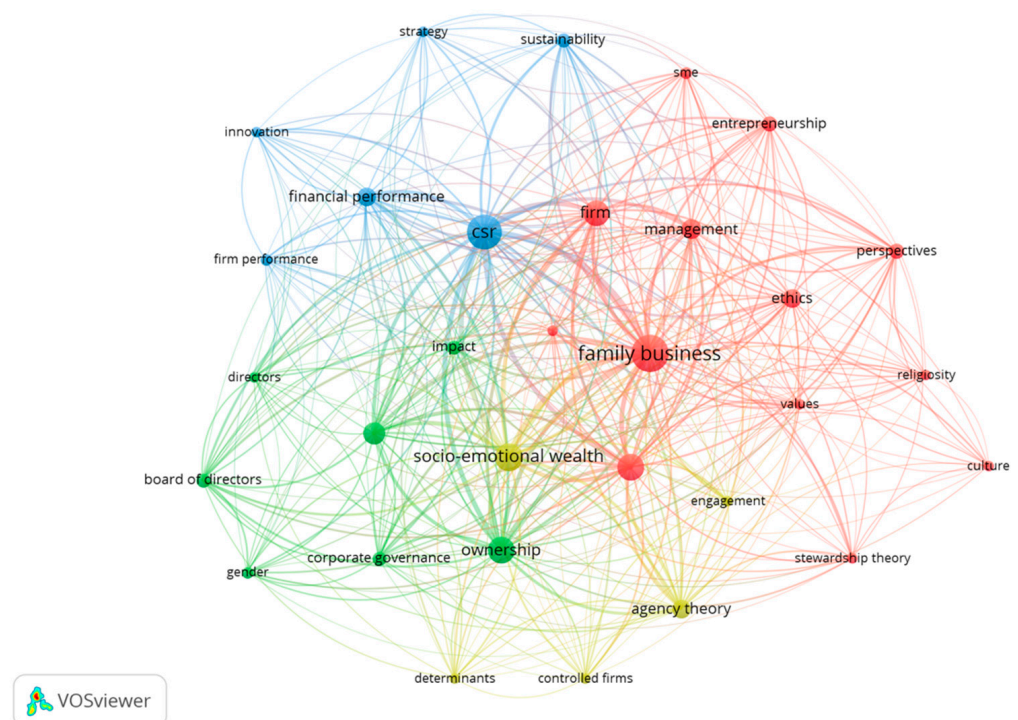 strategy
sustainability
sme
entrepreneurship
innovation
financial performance
firm
csr
management
perspectives
firm performance
ethics
impact
family business
directors
religiosity
values
socio-emotional wealth
culture
board of directors
engagement
ownership
corporate governance
stewardship theory
gender
agency theory
determinants
controlled firms
VOSviewer